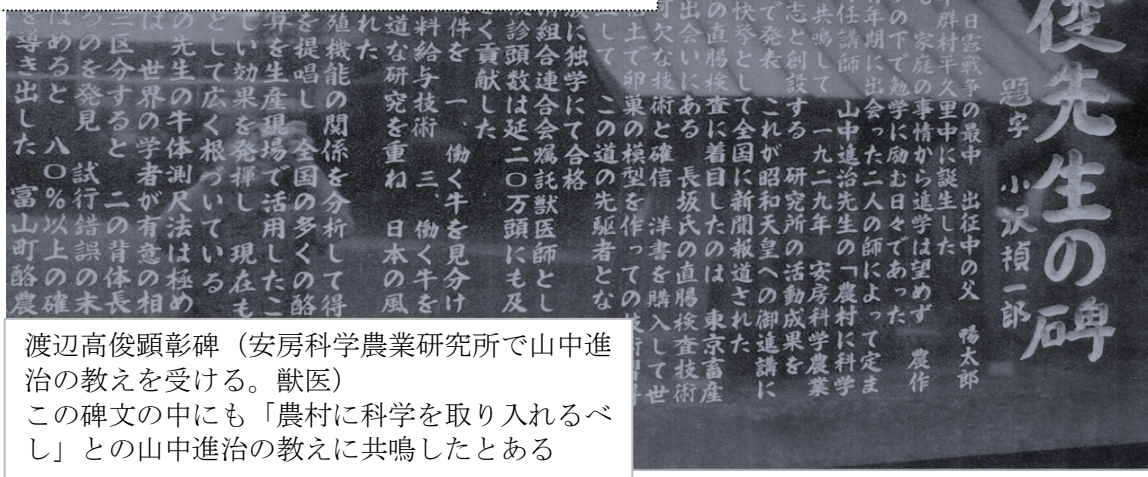 俊先生の碑
題字 小沢禎一郎
日露戦争の最中 出征中の父 陽太郎
群村平久里中に誕生した
家庭の事情から進学は望めず 農作
の下で勉学に励む日々であった
年期に出会った二人の師によって定ま
任講師 山中進治先生の「農村に科学
共鳴して 一九二九年 安房科学農業
志と創設する 研究所の活動成果を
で発表 これが昭和天皇への御進講に
快挙として全国に新聞報道された
の直腸検査に着目したのは 東京畜産
出会いにある 長坂氏の直腸検査技術
可欠な技術と確信 洋書を購入して世
土で卵巣の模型を作っての
して この道の先駆者とな
に独学にて合格
組合連合会嘱託獣医師とし
診頭数は延二〇万頭にも及
く貢献した
件を 一、働く牛を見分け
料給与技術 三、働く牛を
道な研究を重ね 日本の風
れた
殖機能の関係を分析して得
を提唱し 全国の多くの酪
算を生産現場で活用したこ
しい効果を発揮し 現在も
として広く根づいている
の先生の牛体測尺法は極め
は 世界の学者が有意の相
三区分すると 二の背体長
のを発見 試行錯誤の末
めると 八〇%以上の確
導き出した 富山町酪農
渡辺高俊顕彰碑（安房科学農業研究所で山中進
治の教えを受ける。獣医）
この碑文の中にも「農村に科学を取り入れるべ
し」との山中進治の教えに共鳴したとある